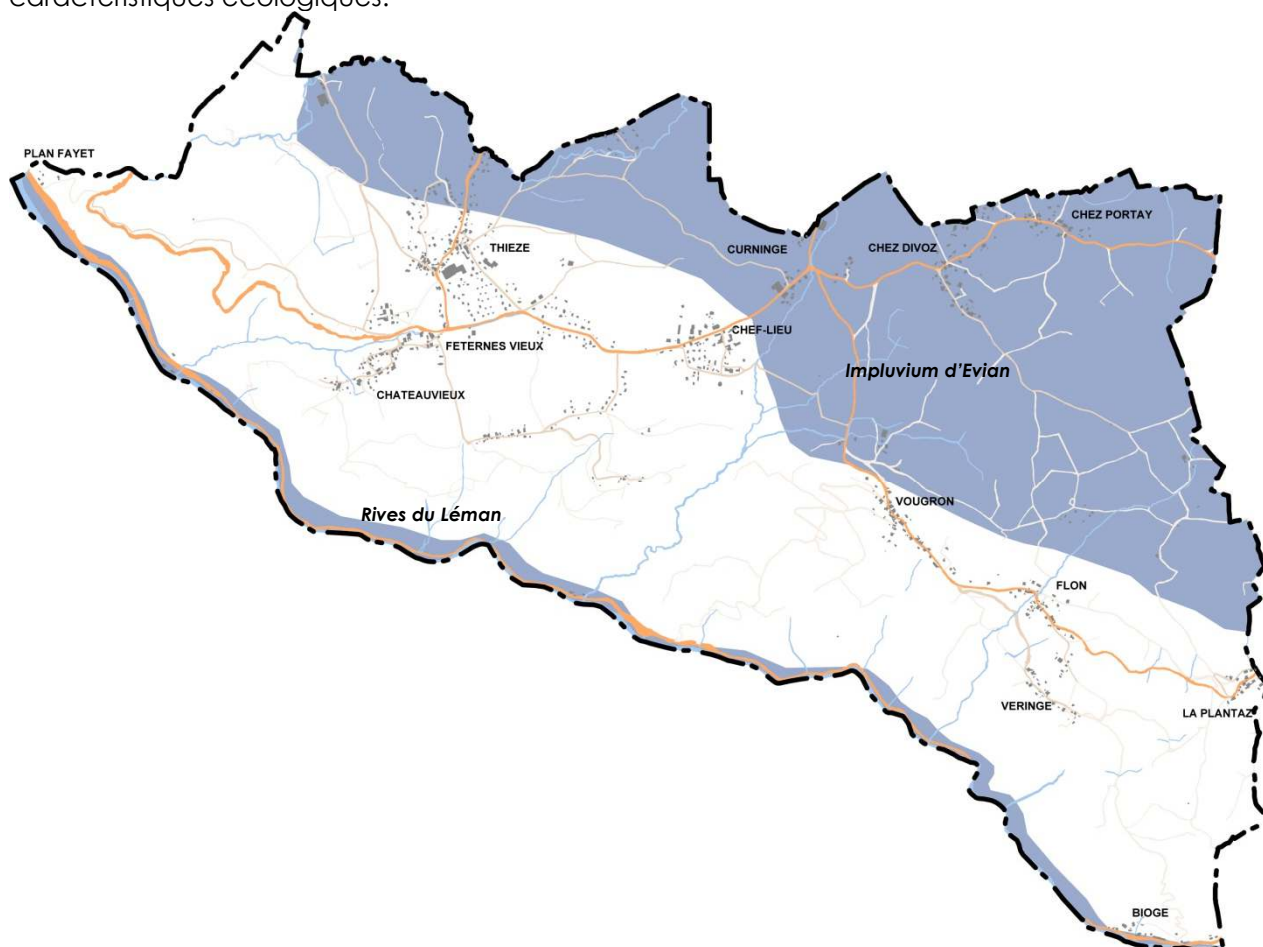 caractéristiques écologiques.
PLAN FAYET
THIEZE
CURNINGE
CHEZ DIVOZ
CHEZ PORTAY
CHEF-LIEU
FETERNES VIEUX
Impluvium d'Evian
CHATEAUVIEUX
Rives du Léman
VOUGRON
FLON
VERINGE
LA PLANTAZ
BIOGE